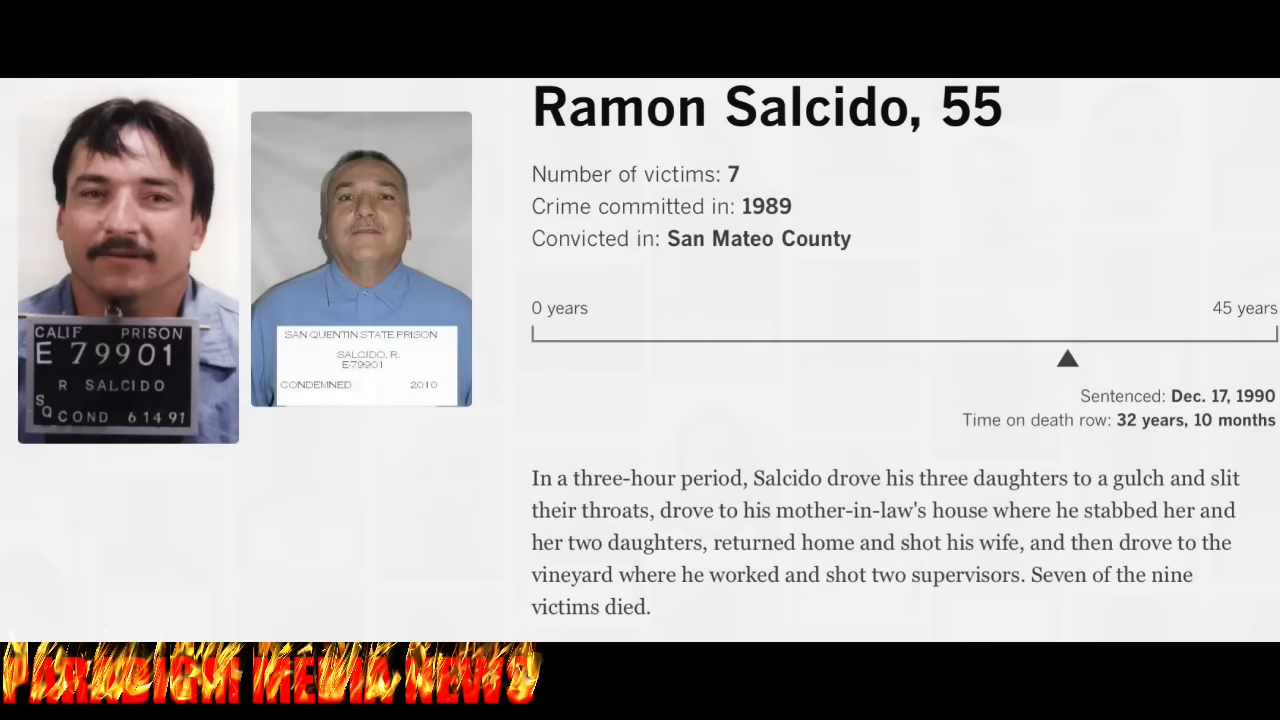 Ramon Salcido, 55
Number of victims: 7
Crime committed in: 1989
Convicted in: San Mateo County
0 years
45 years
Sentenced: Dec. 17, 1990
Time on death row: 32 years, 10 months
In a three-hour period, Salcido drove his three daughters to a gulch and slit
their throats, drove to his mother-in-law's house where he stabbed her and
her two daughters, returned home and shot his wife, and then drove to the
vineyard where he worked and shot two supervisors. Seven of the nine
victims died.
CALIF PRISON
E 79901
R SALCIDO
SQ COND 6 14 91
SAN QUENTIN STATE PRISON
SALCIDO, R.
E-79901
CONDEMNED 2010
PARADIGM MEDIA NEWS